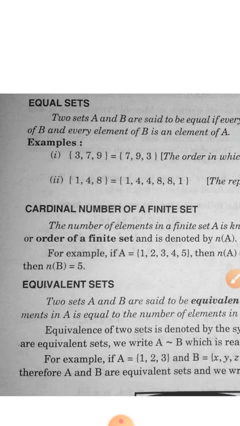 EQUAL SETS
Two sets A and B are said to be equal if every
of B and every element of B is an element of A.
Examples :
(i) { 3, 7, 9 } = { 7, 9, 3 } [The order in which
(ii) { 1, 4, 8 } = { 1, 4, 4, 8, 8, 1 } [The rep
CARDINAL NUMBER OF A FINITE SET
The number of elements in a finite set A is kn
or order of a finite set and is denoted by n(A).
For example, if A = {1, 2, 3, 4, 5}, then n(A)
then n(B) = 5.
EQUIVALENT SETS
Two sets A and B are said to be equivalen
ments in A is equal to the number of elements in
Equivalence of two sets is denoted by the sy
are equivalent sets, we write A ~ B which is rea
For example, if A = {1, 2, 3} and B = {x, y, z
therefore A and B are equivalent sets and we wr